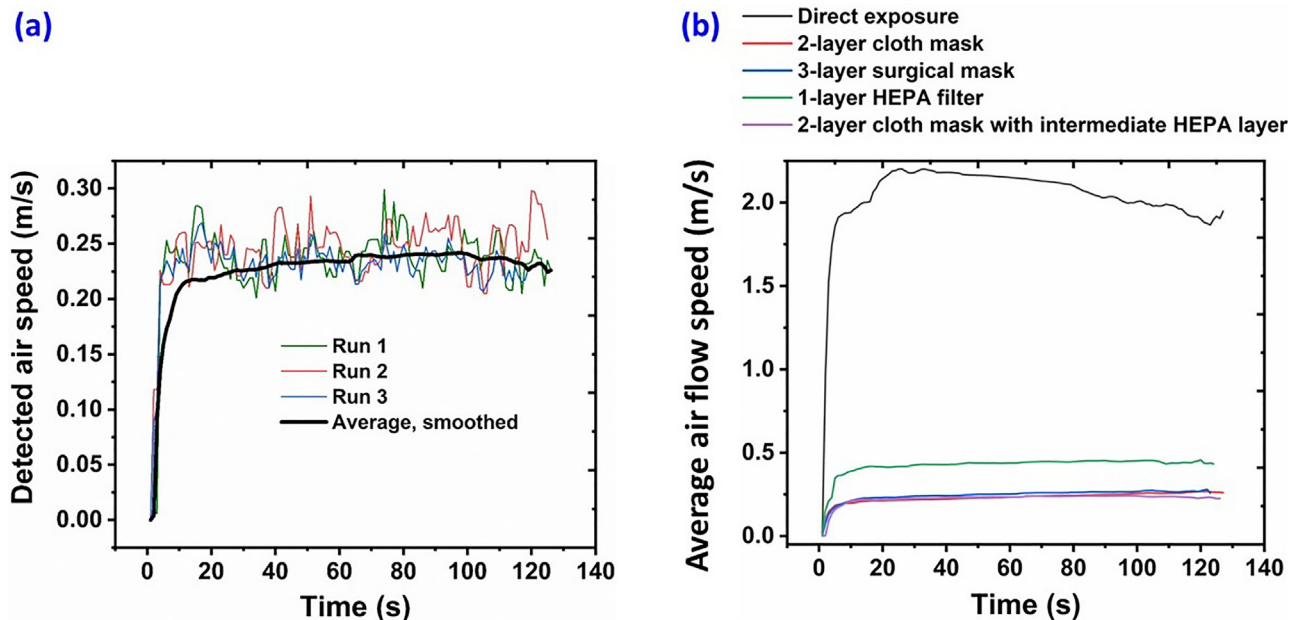 (a)
Detected air speed (m/s)
0.30
0.25
0.20
0.15
0.10
0.05
0.00
Run 1
Run 2
Run 3
Average, smoothed
0 20 40 60 80 100 120 140
Time (s)
(b)
Direct exposure
2-layer cloth mask
3-layer surgical mask
1-layer HEPA filter
2-layer cloth mask with intermediate HEPA layer
Average air flow speed (m/s)
2.0
1.5
1.0
0.5
0.0
0 20 40 60 80 100 120 140
Time (s)